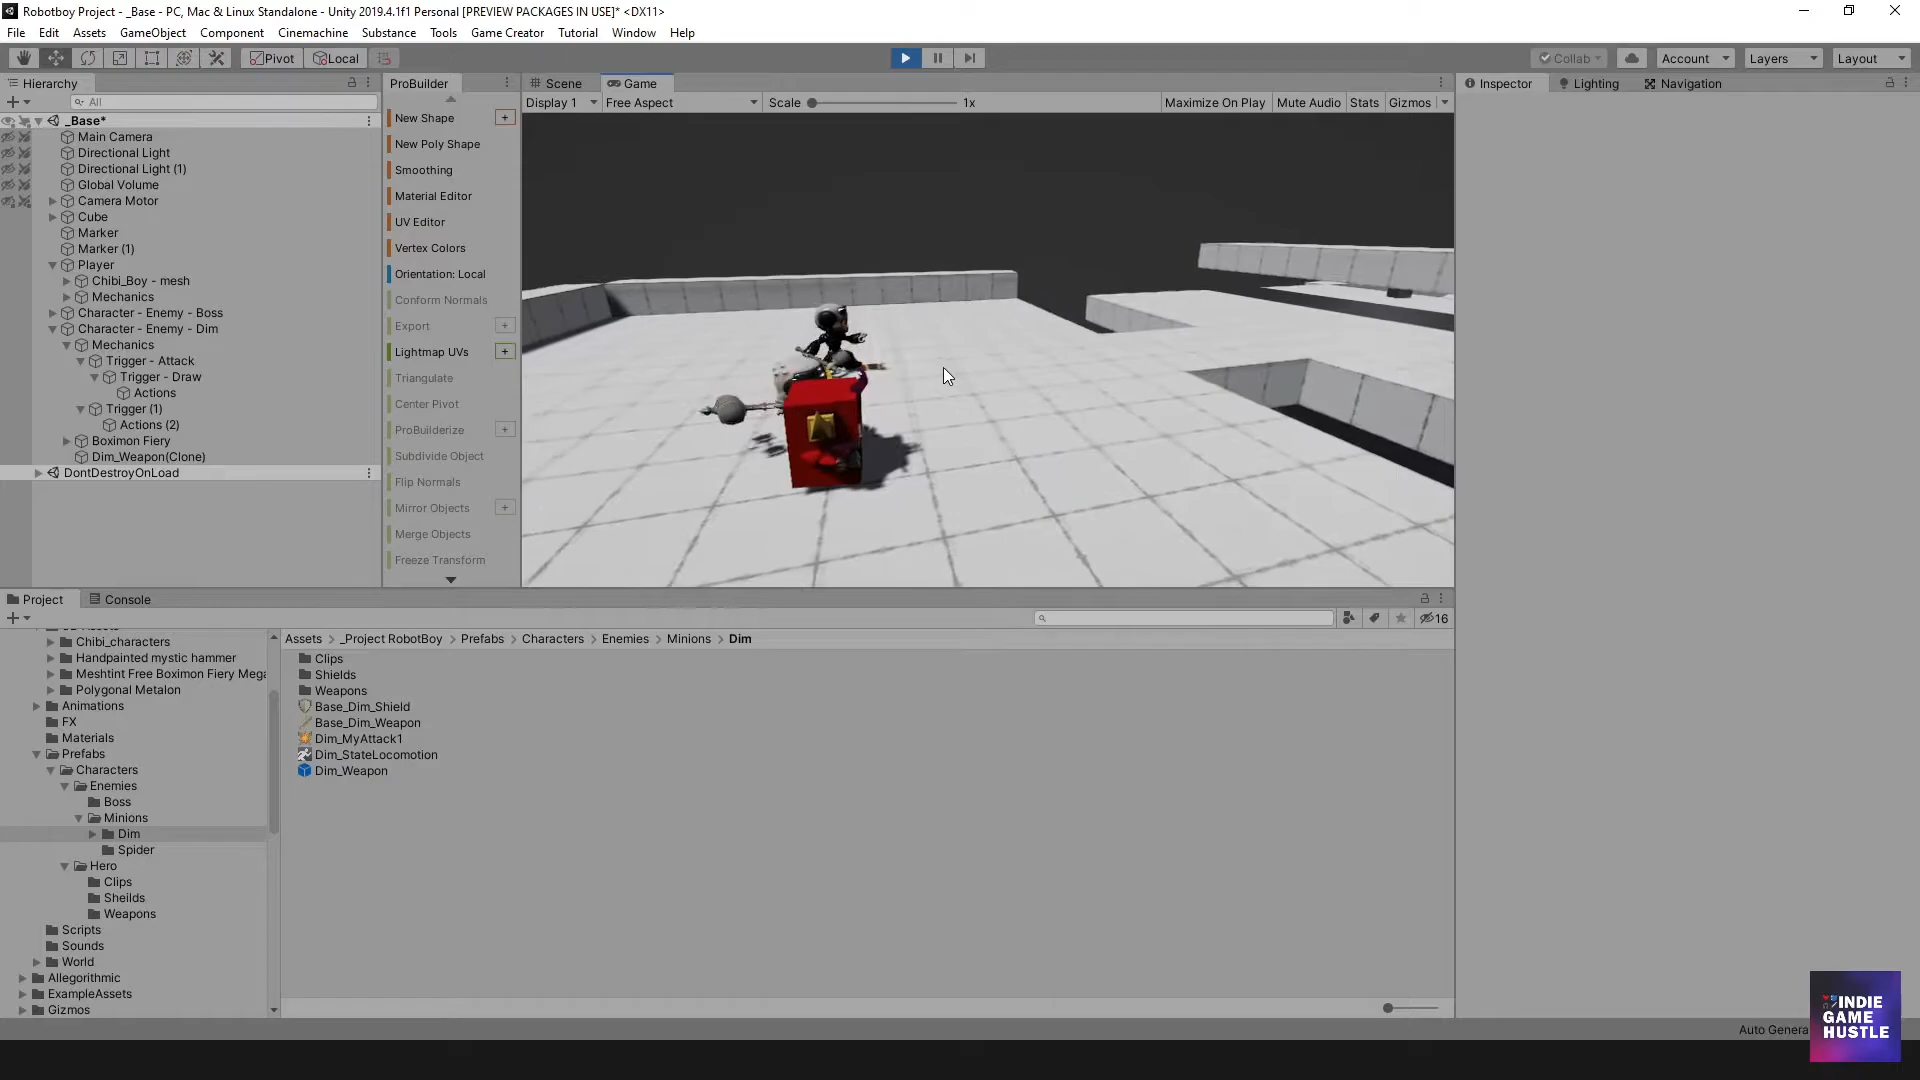 Robotboy Project - _Base - PC, Mac & Linux Standalone - Unity 2019.4.1f1 Personal [PREVIEW PACKAGES IN USE]* <DX11>
File Edit Assets GameObject Component Cinemachine Substance Tools Game Creator Tutorial Window Help
Pivot Local Collab Account Layers Layout
Hierarchy
All
_Base*
Main Camera
Directional Light
Directional Light (1)
Global Volume
Camera Motor
Cube
Marker
Marker (1)
Player
Chibi_Boy - mesh
Mechanics
Character - Enemy - Boss
Character - Enemy - Dim
Mechanics
Trigger - Attack
Trigger - Draw
Actions
Trigger (1)
Actions (2)
Boximon Fiery
Dim_Weapon(Clone)
DontDestroyOnLoad
ProBuilder
New Shape
New Poly Shape
Smoothing
Material Editor
UV Editor
Vertex Colors
Orientation: Local
Conform Normals
Export
Lightmap UVs
Triangulate
Center Pivot
ProBuilderize
Subdivide Object
Flip Normals
Mirror Objects
Merge Objects
Freeze Transform
Scene Game
Display 1 Free Aspect Scale 1x Maximize On Play Mute Audio Stats Gizmos
Inspector Lighting Navigation
Project Console
16
Chibi_characters
Handpainted mystic hammer
Meshtint Free Boximon Fiery Mega
Polygonal Metalon
Animations
FX
Materials
Prefabs
Characters
Enemies
Boss
Minions
Dim
Spider
Hero
Clips
Sheilds
Weapons
Scripts
Sounds
World
Allegorithmic
ExampleAssets
Gizmos
Assets > _Project RobotBoy > Prefabs > Characters > Enemies > Minions > Dim
Clips
Shields
Weapons
Base_Dim_Shield
Base_Dim_Weapon
Dim_MyAttack1
Dim_StateLocomotion
Dim_Weapon
Auto Genera
INDIE
GAME
HUSTLE